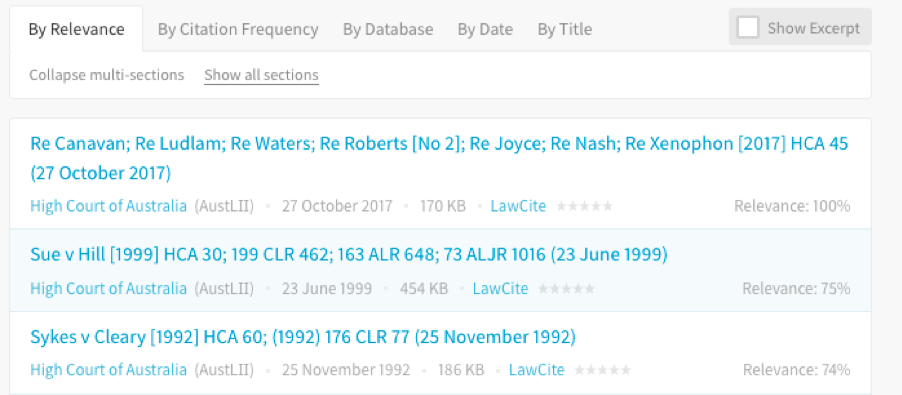 By Relevance By Citation Frequency By Database By Date By Title Show Excerpt
Collapse multi-sections Show all sections
Re Canavan; Re Ludlam; Re Waters; Re Roberts [No 2]; Re Joyce; Re Nash; Re Xenophon [2017] HCA 45
(27 October 2017)
High Court of Australia (AustLII) • 27 October 2017 • 170 KB • LawCite ★★★★★ Relevance: 100%
Sue v Hill [1999] HCA 30; 199 CLR 462; 163 ALR 648; 73 ALJR 1016 (23 June 1999)
High Court of Australia (AustLII) • 23 June 1999 • 454 KB • LawCite ★★★★★ Relevance: 75%
Sykes v Cleary [1992] HCA 60; (1992) 176 CLR 77 (25 November 1992)
High Court of Australia (AustLII) • 25 November 1992 • 186 KB • LawCite ★★★★★ Relevance: 74%